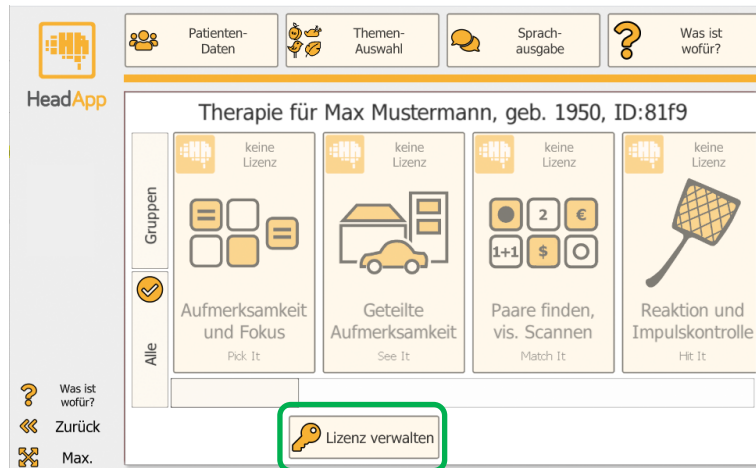 HeadApp
Patienten-
Daten
Themen-
Auswahl
Sprach-
ausgabe
Was ist
wofür?
Therapie für Max Mustermann, geb. 1950, ID:81f9
Gruppen
Alle
keine
Lizenz
Aufmerksamkeit
und Fokus
Pick It
keine
Lizenz
Geteilte
Aufmerksamkeit
See It
keine
Lizenz
2
€
1+1
$
Paare finden,
vis. Scannen
Match It
keine
Lizenz
Reaktion und
Impulskontrolle
Hit It
Was ist
wofür?
Zurück
Max.
Lizenz verwalten